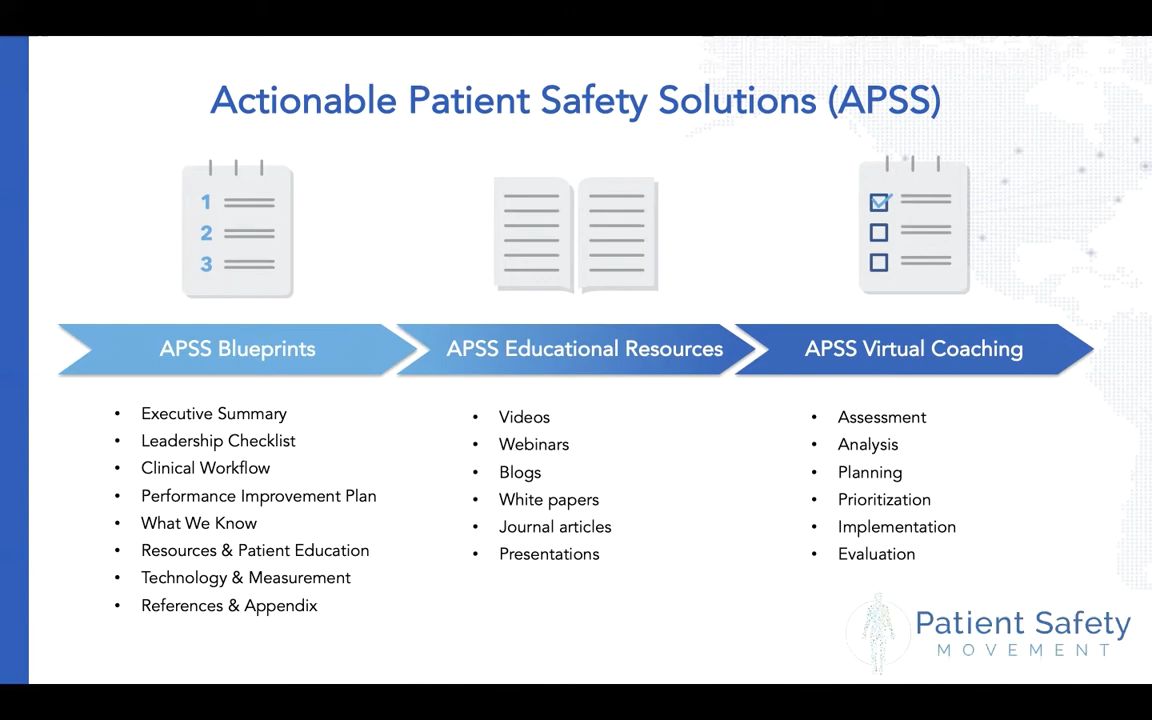 Actionable Patient Safety Solutions (APSS)
1
2
3
APSS Blueprints
APSS Educational Resources
APSS Virtual Coaching
• Executive Summary
• Leadership Checklist
• Clinical Workflow
• Performance Improvement Plan
• What We Know
• Resources & Patient Education
• Technology & Measurement
• References & Appendix
• Videos
• Webinars
• Blogs
• White papers
• Journal articles
• Presentations
• Assessment
• Analysis
• Planning
• Prioritization
• Implementation
• Evaluation
Patient Safety
MOVEMENT